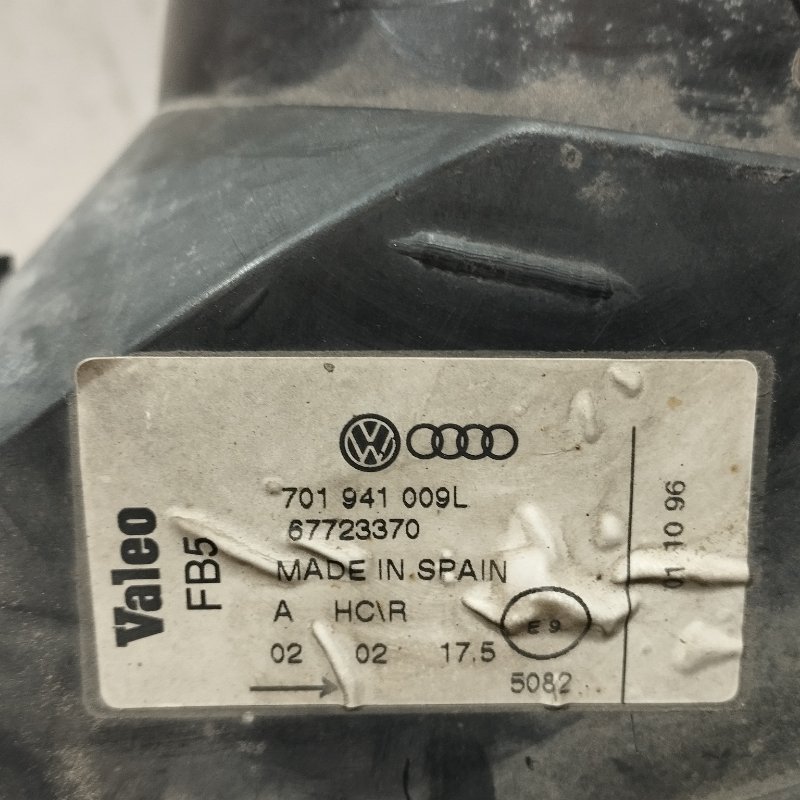 701 941 009L
67723370
MADE IN SPAIN
A HC\R
02 02 17.5
E 9
5082
Valeo
FB5
01 10 96